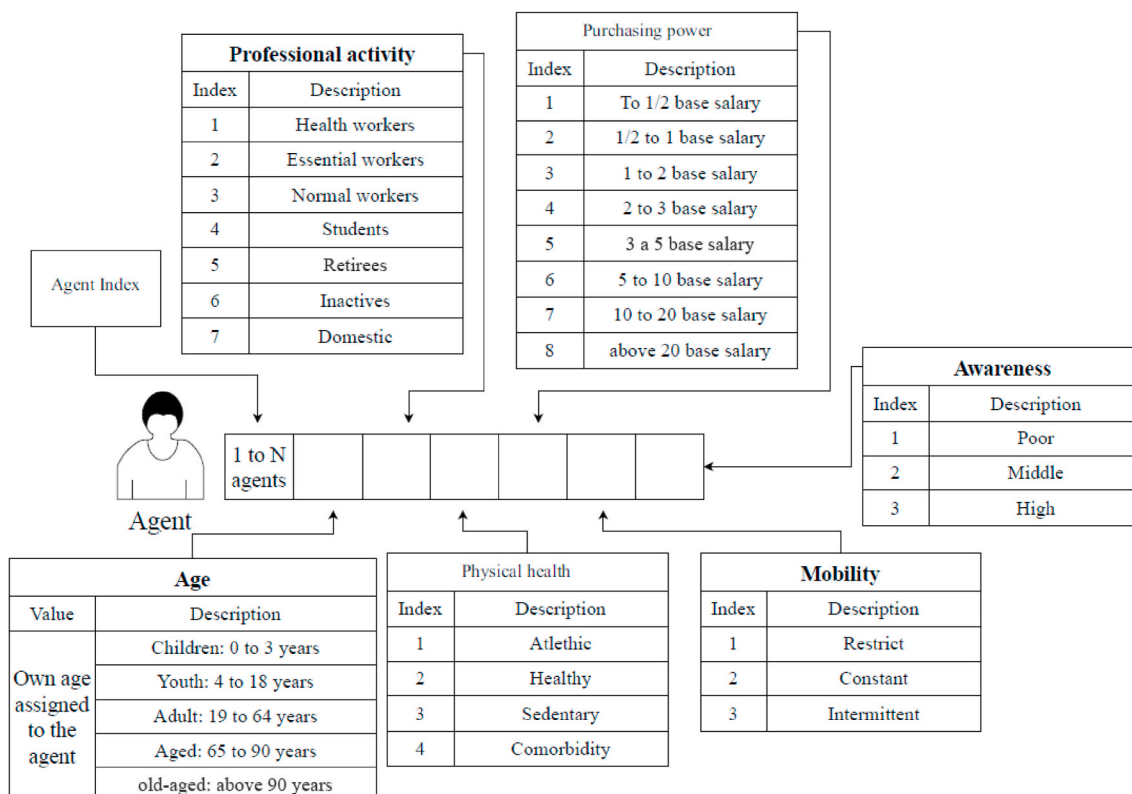 Professional activity
Index Description
1 Health workers
2 Essential workers
3 Normal workers
4 Students
5 Retirees
6 Inactives
7 Domestic
Purchasing power
Index Description
1 To 1/2 base salary
2 1/2 to 1 base salary
3 1 to 2 base salary
4 2 to 3 base salary
5 3 a 5 base salary
6 5 to 10 base salary
7 10 to 20 base salary
8 above 20 base salary
Agent Index
Awareness
Index Description
1 Poor
2 Middle
3 High
1 to N
agents
Agent
Age
Value Description
Own age
assigned
to the
agent
Children: 0 to 3 years
Youth: 4 to 18 years
Adult: 19 to 64 years
Aged: 65 to 90 years
old-aged: above 90 years
Physical health
Index Description
1 Atlethic
2 Healthy
3 Sedentary
4 Comorbidity
Mobility
Index Description
1 Restrict
2 Constant
3 Intermittent